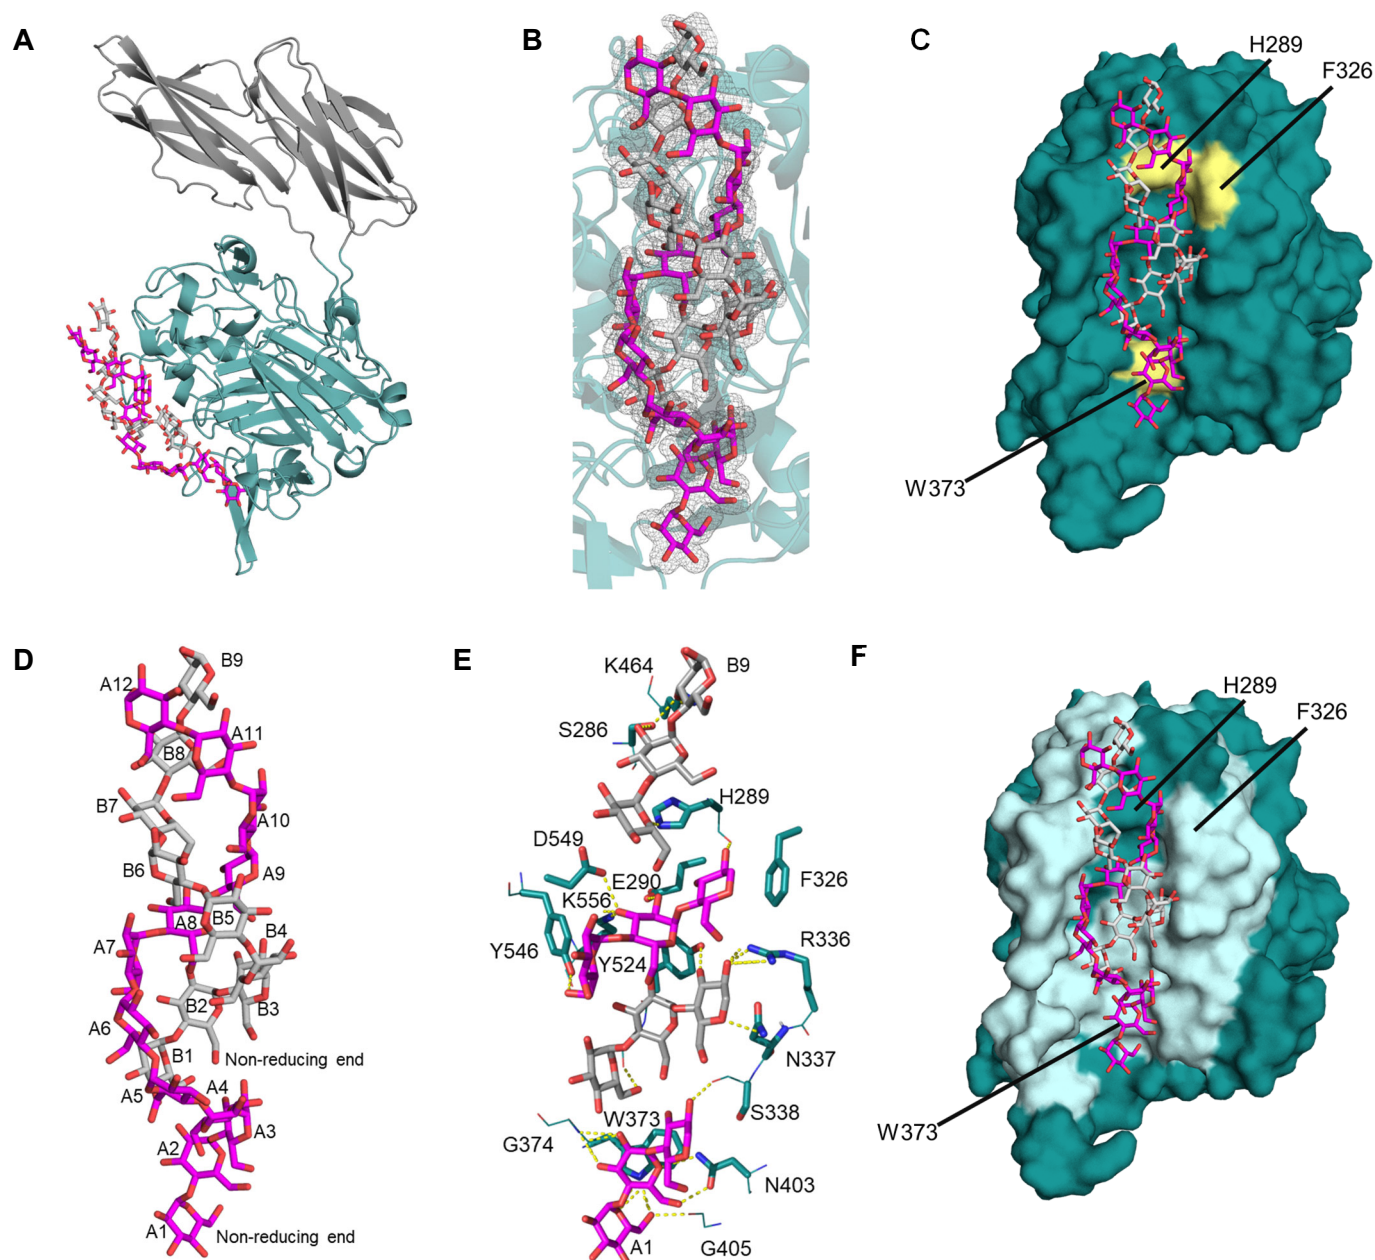 A
B
C
H289
F326
W373
D
B9
A12
A11
B8
B7
A10
B6
A9
A8
B5
B4
A7
B2
B3
A6
B1
Non-reducing end
A5
A4
A3
A2
A1
Non-reducing end
E
K464
B9
S286
H289
D549
E290
F326
K556
Y546
Y524
R336
N337
S338
W373
G374
N403
A1
G405
F
H289
F326
W373